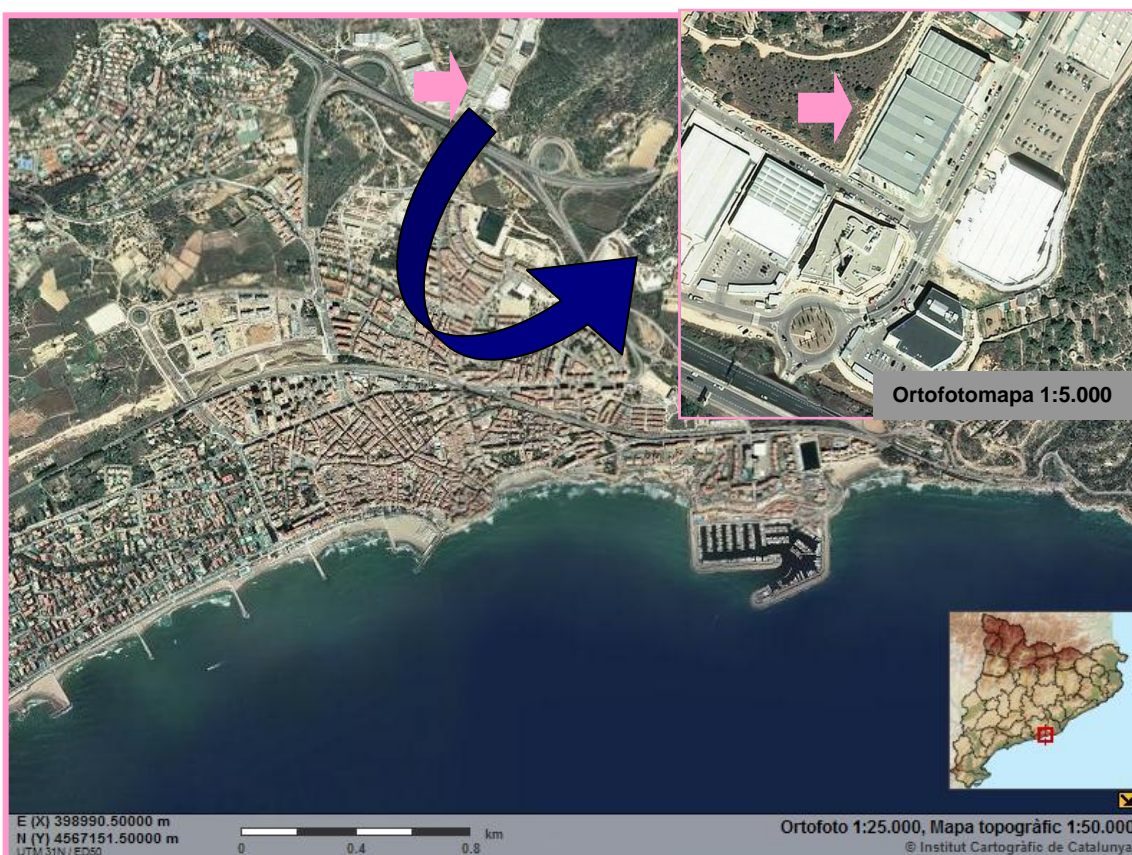 Ortofotomapa 1:5.000
E (X) 398990.50000 m
N (Y) 4567151.50000 m
UTM 31N / ED50
0 0.4 0.8 km
Ortofoto 1:25.000, Mapa topogràfic 1:50.000
© Institut Cartogràfic de Catalunya